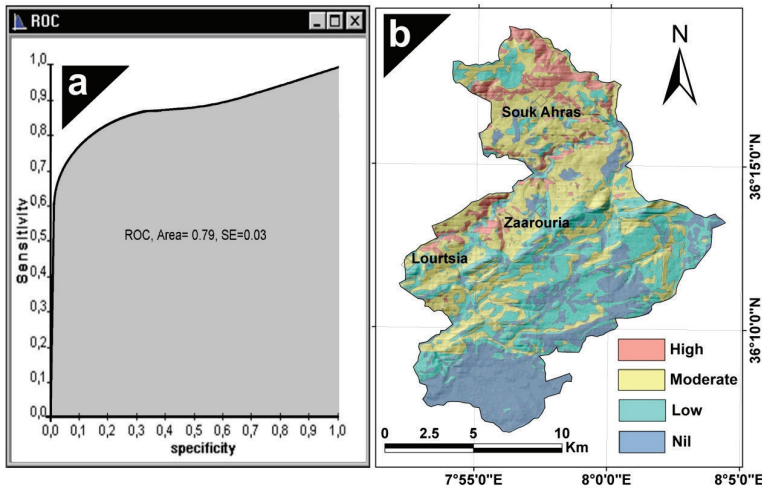 ROC
a
1,0
0,9
0,8
0,7
0,6
0,5
0,4
0,3
0,2
0,1
0,0
Sensitivity
ROC, Area= 0.79, SE=0.03
0,0 0,1 0,2 0,3 0,4 0,5 0,6 0,7 0,8 0,9 1,0
specificity
b
N
Souk Ahras
Zaarouria
Lourtsia
High
Moderate
Low
Nil
0 2.5 5 10
Km
36°15'0"N
36°10'0"N
7°55'0"E 8°0'0"E 8°5'0"E